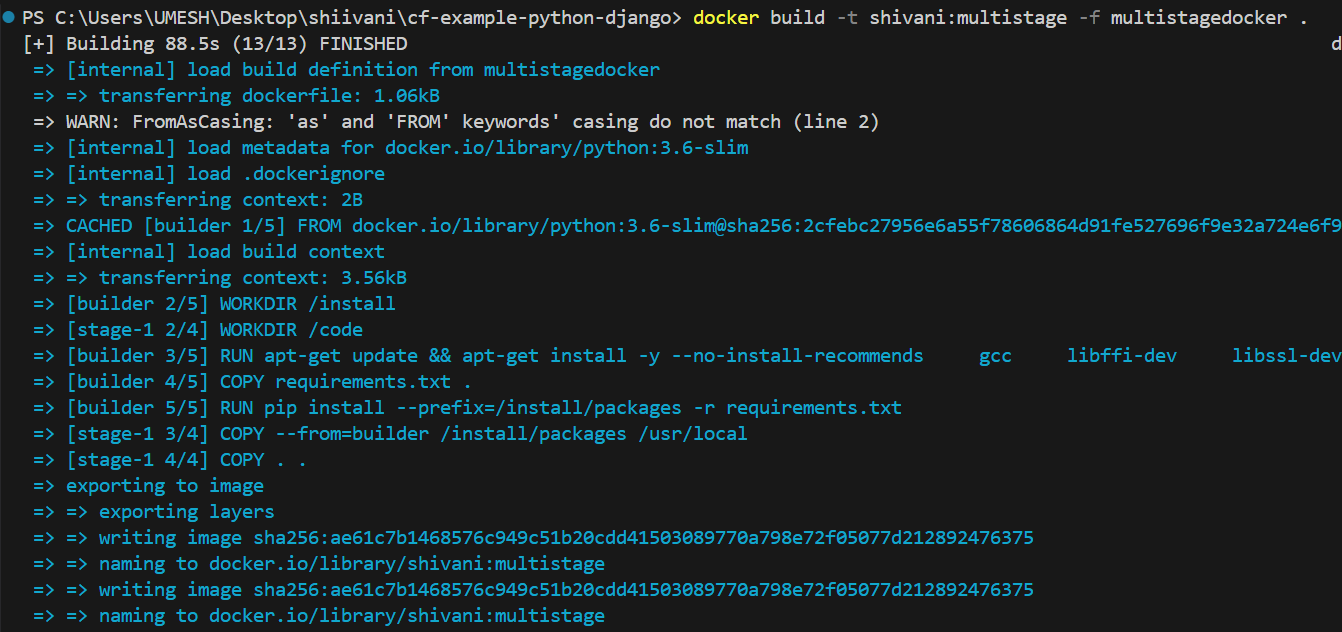 PS C:\Users\UMESH\Desktop\shiivani\cf-example-python-django> docker build -t shivani:multistage -f multistagedocker .
[+] Building 88.5s (13/13) FINISHED d
=> [internal] load build definition from multistagedocker
=> => transferring dockerfile: 1.06kB
=> WARN: FromAsCasing: 'as' and 'FROM' keywords' casing do not match (line 2)
=> [internal] load metadata for docker.io/library/python:3.6-slim
=> [internal] load .dockerignore
=> => transferring context: 2B
=> CACHED [builder 1/5] FROM docker.io/library/python:3.6-slim@sha256:2cfebc27956e6a55f78606864d91fe527696f9e32a724e6f9
=> [internal] load build context
=> => transferring context: 3.56kB
=> [builder 2/5] WORKDIR /install
=> [stage-1 2/4] WORKDIR /code
=> [builder 3/5] RUN apt-get update && apt-get install -y --no-install-recommends     gcc     libffi-dev     libssl-dev
=> [builder 4/5] COPY requirements.txt .
=> [builder 5/5] RUN pip install --prefix=/install/packages -r requirements.txt
=> [stage-1 3/4] COPY --from=builder /install/packages /usr/local
=> [stage-1 4/4] COPY . .
=> exporting to image
=> => exporting layers
=> => writing image sha256:ae61c7b1468576c949c51b20cdd41503089770a798e72f05077d212892476375
=> => naming to docker.io/library/shivani:multistage
=> => writing image sha256:ae61c7b1468576c949c51b20cdd41503089770a798e72f05077d212892476375
=> => naming to docker.io/library/shivani:multistage